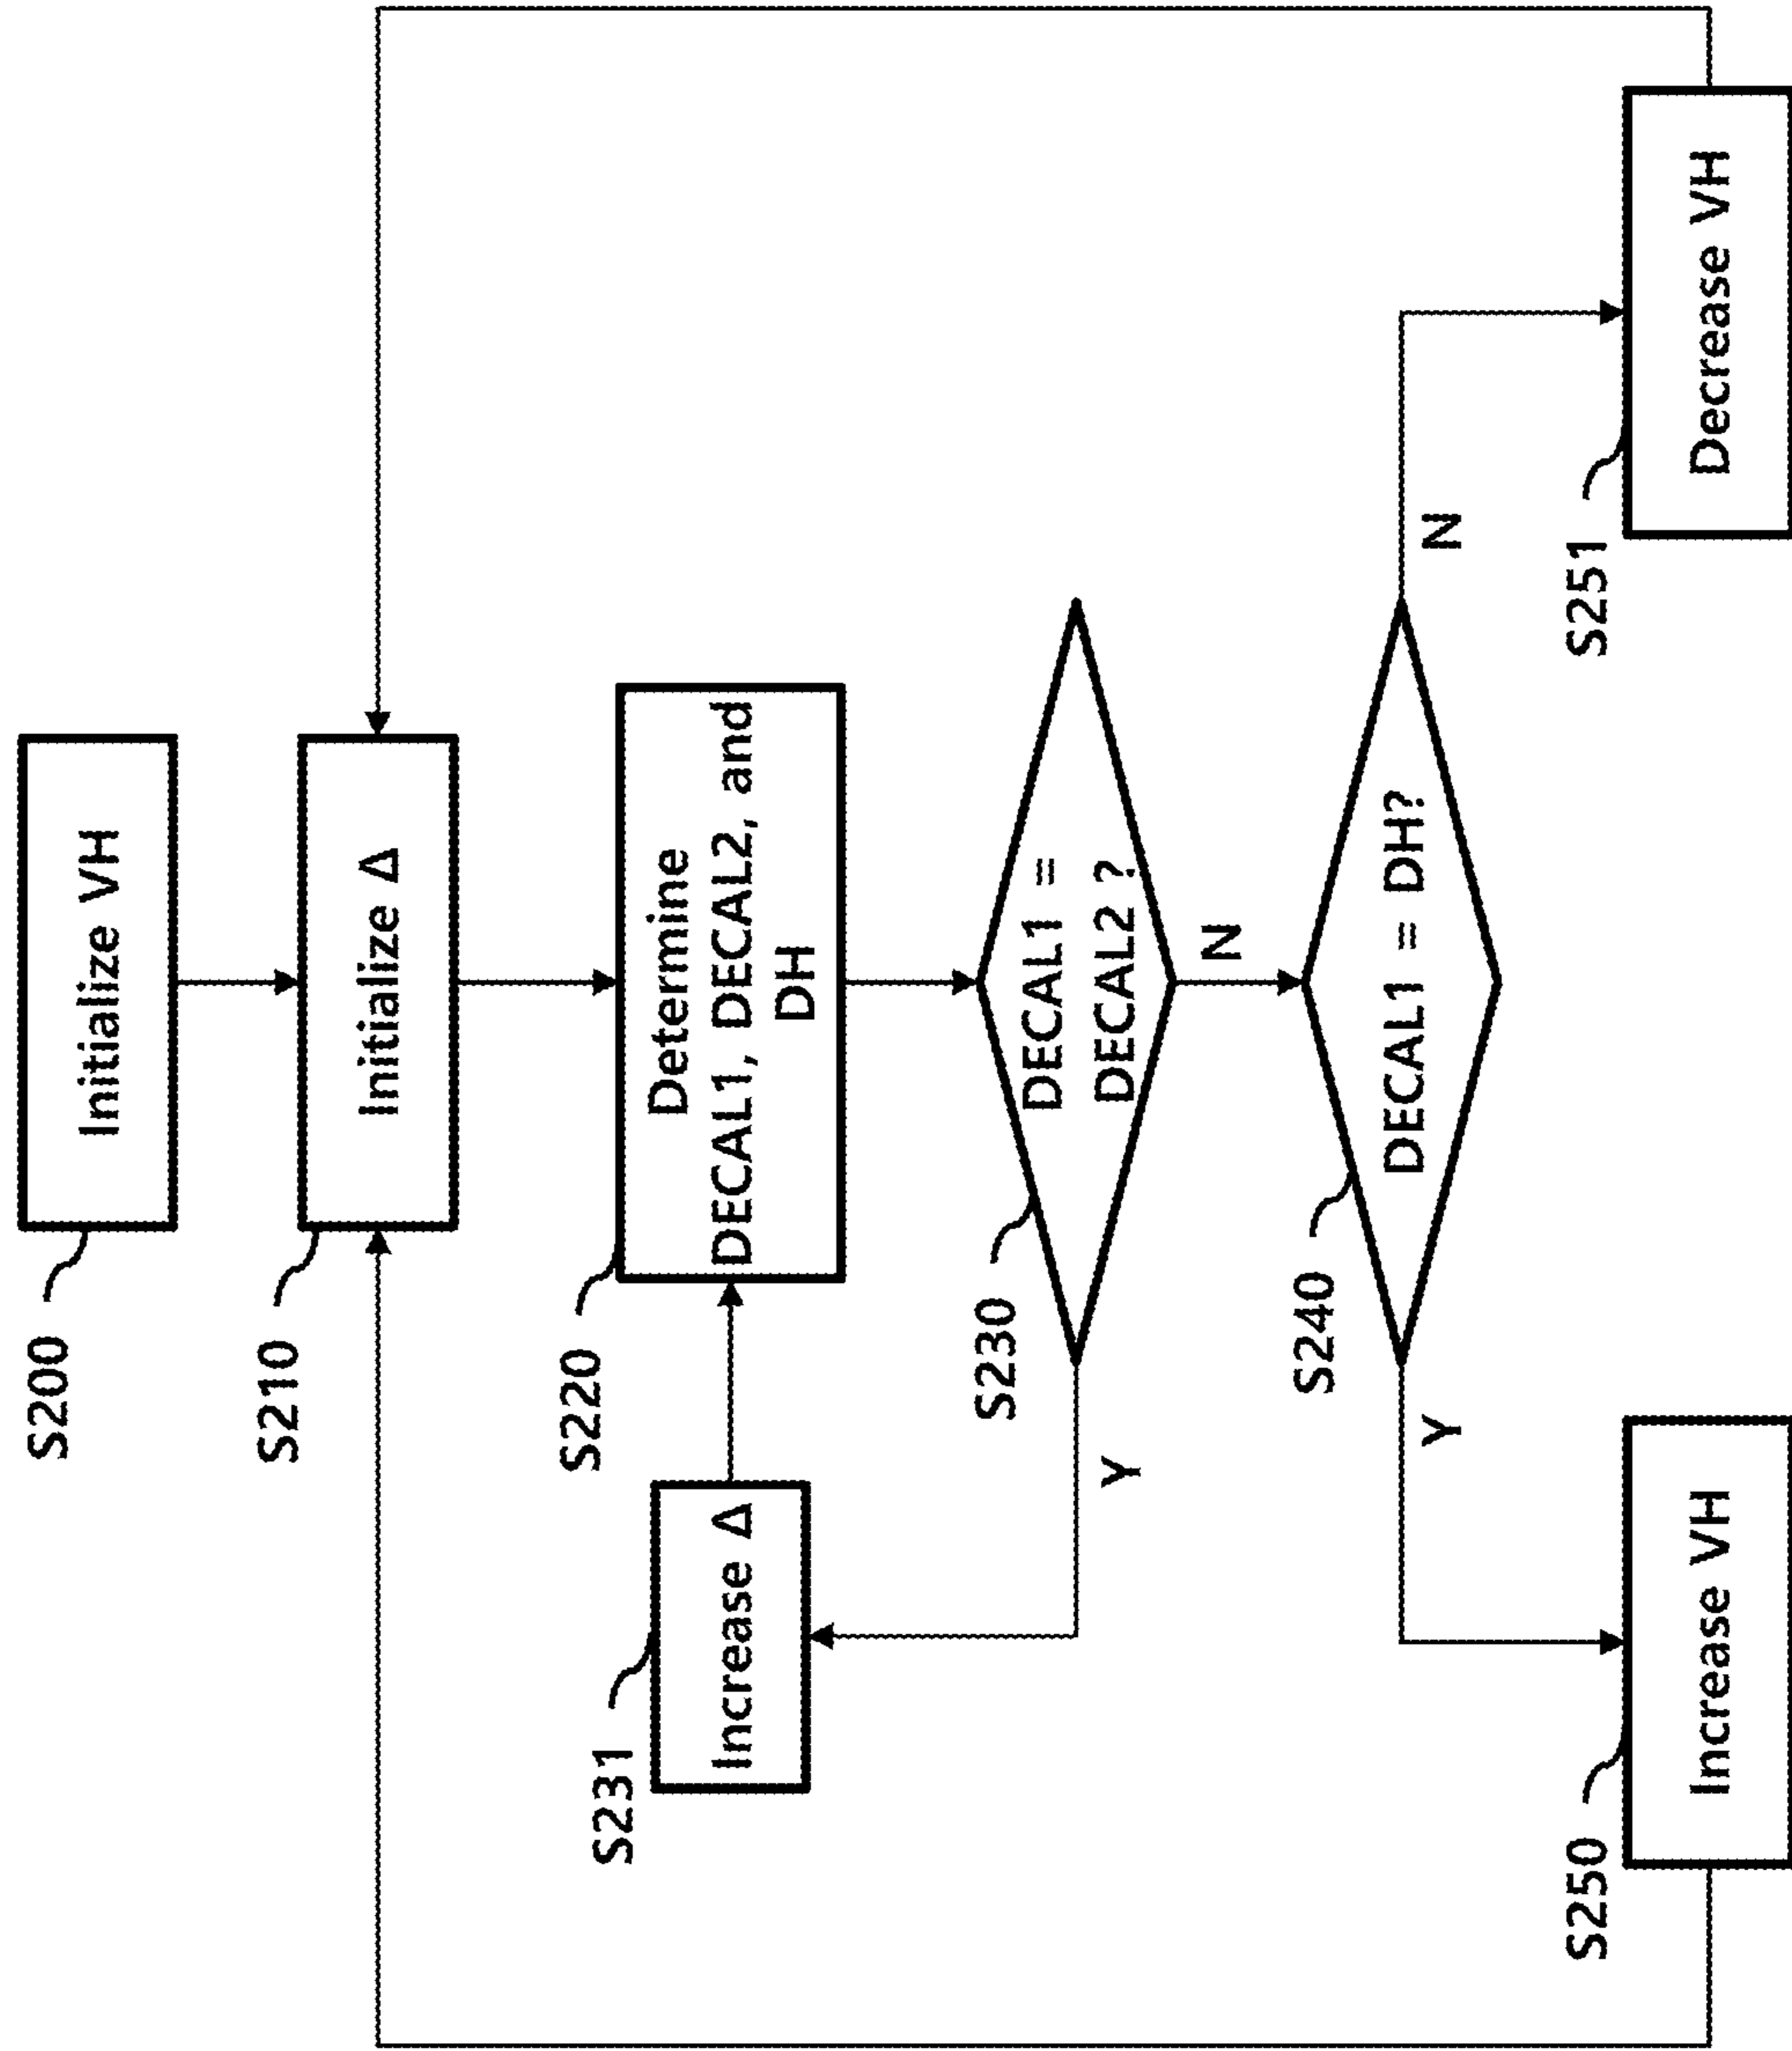 S200
Initialize VH
S210
Initialize Δ
S220
Determine
DECAL1, DECAL2, and
DH
S231
Increase Δ
S230
DECAL1 =
DECAL2 ?
Y
N
S240
DECAL1 = DH?
Y
N
S250
Increase VH
S251
Decrease VH